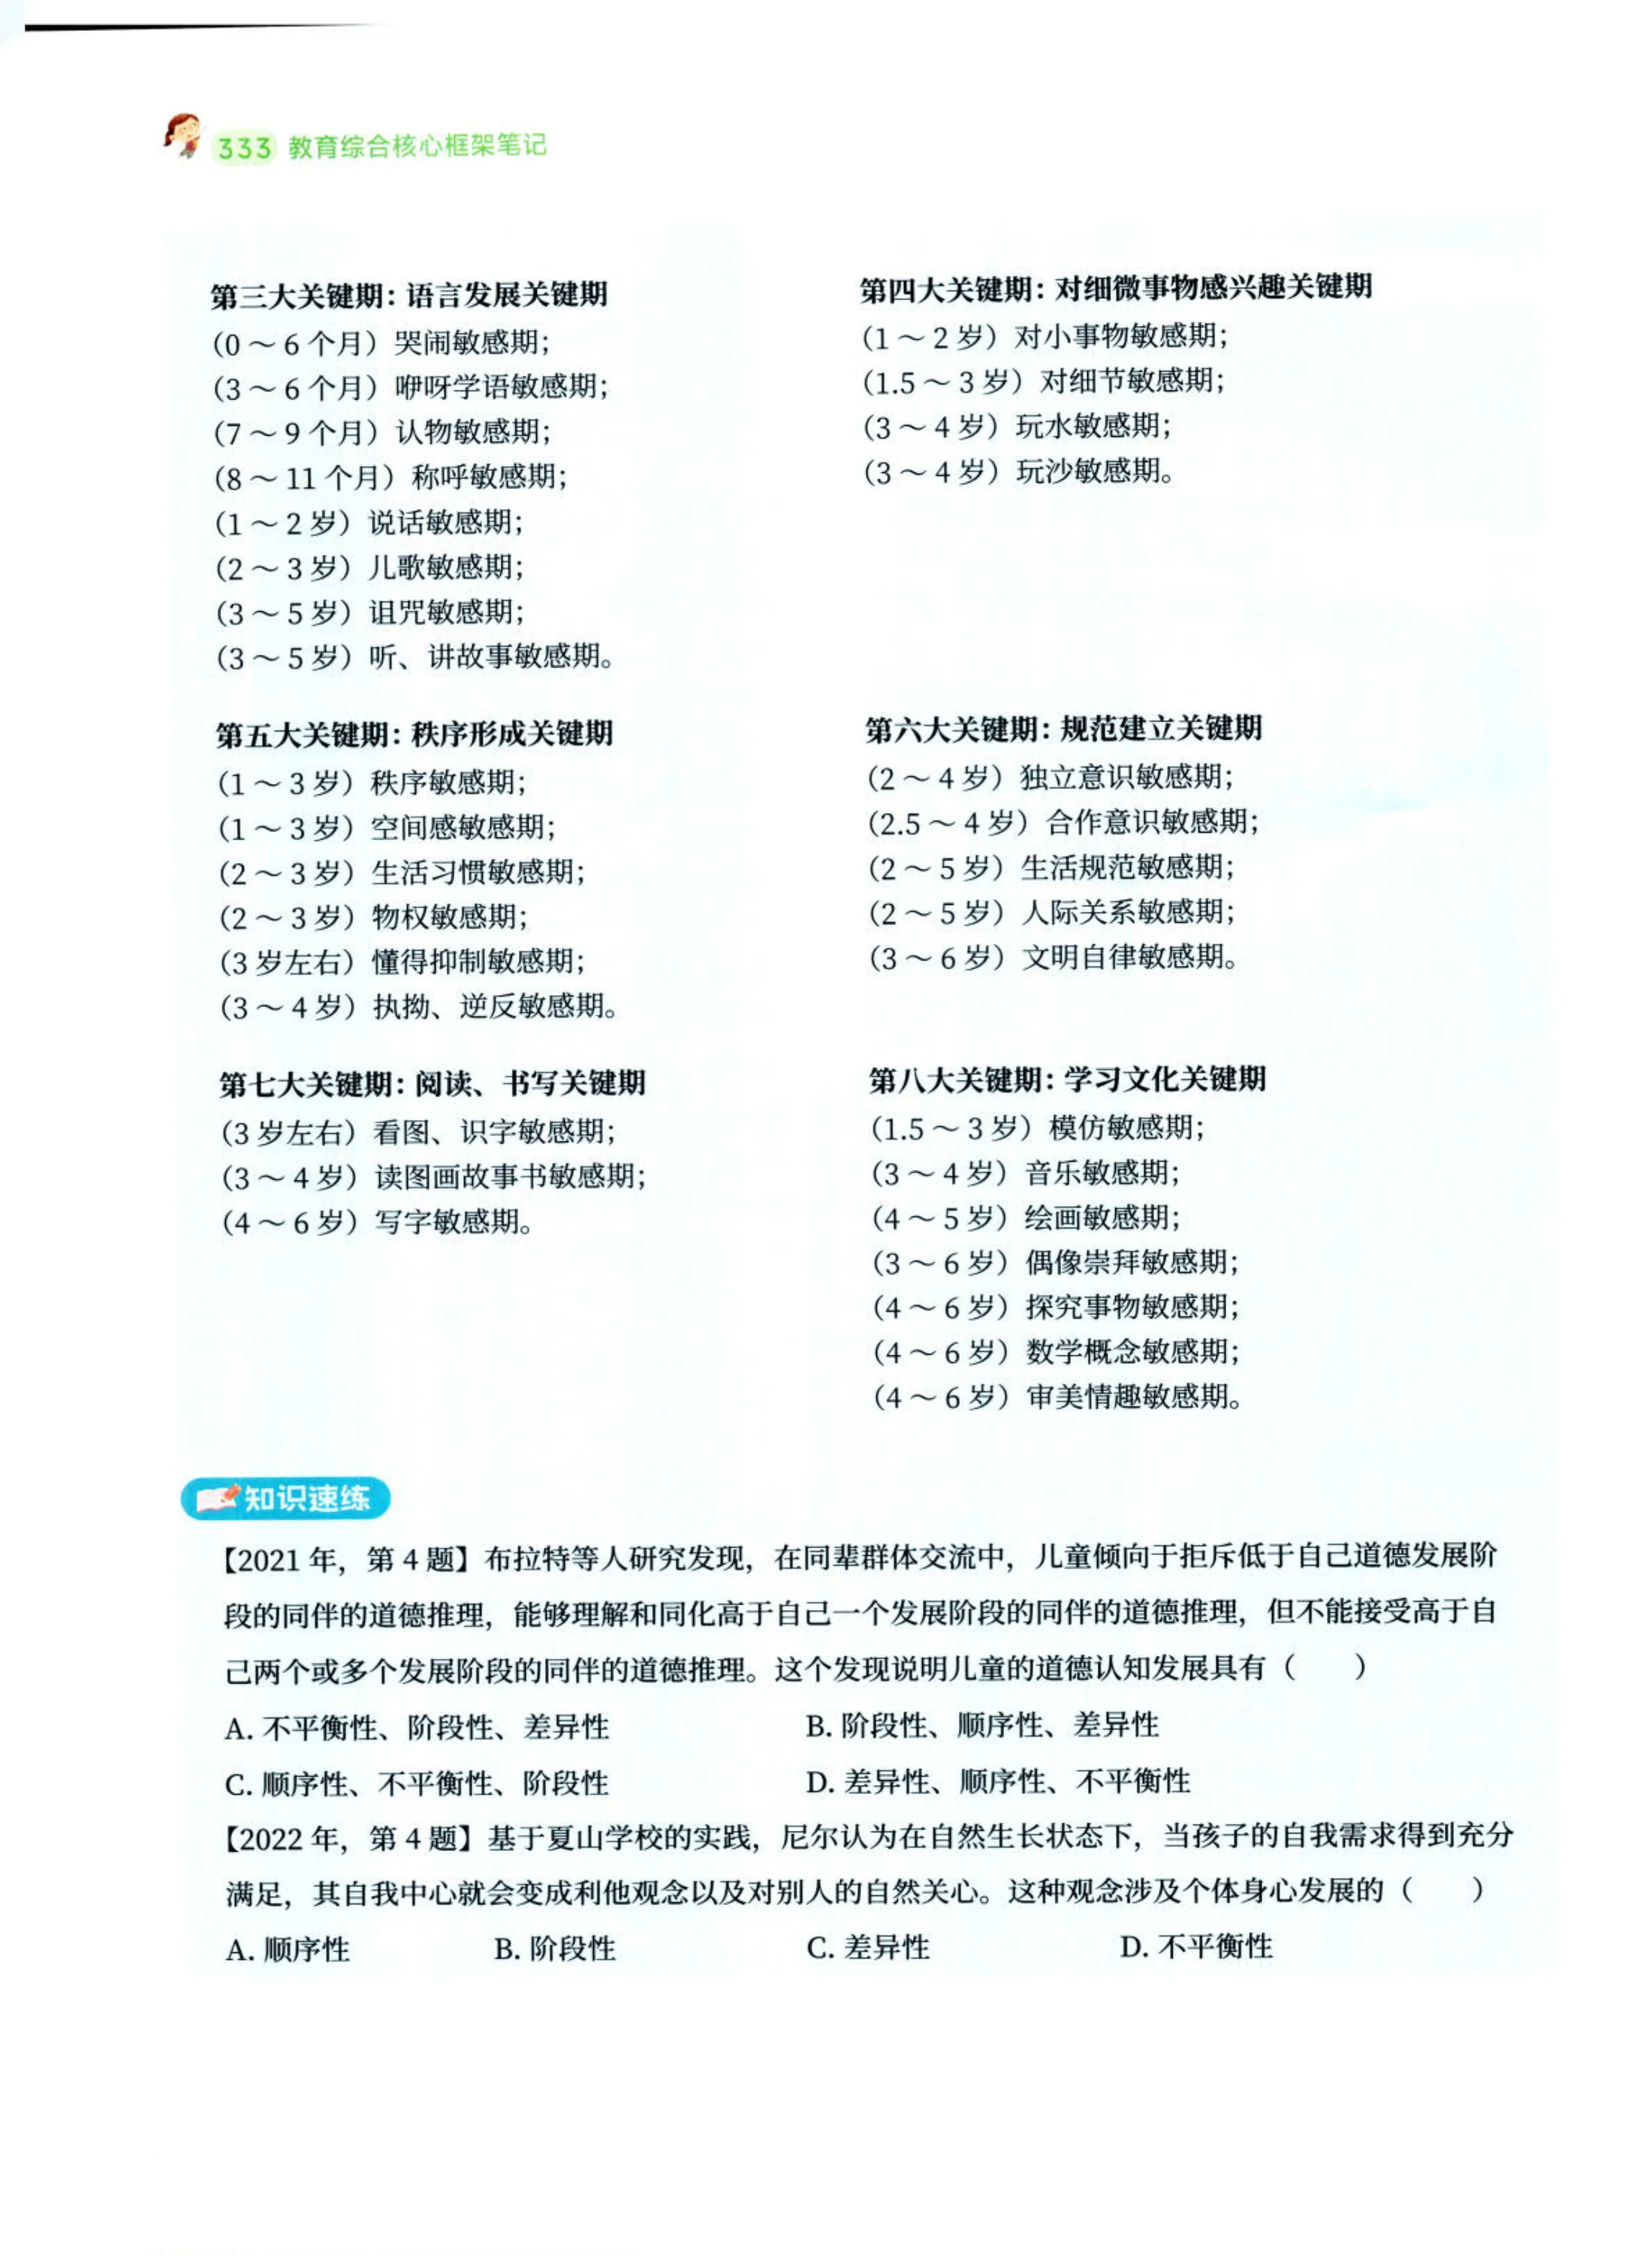 333 教育综合核心框架笔记
第三大关键期：语言发展关键期
（0～6个月）哭闹敏感期；
（3～6个月）咿呀学语敏感期；
（7～9个月）认物敏感期；
（8～11个月）称呼敏感期；
（1～2岁）说话敏感期；
（2～3岁）儿歌敏感期；
（3～5岁）诅咒敏感期；
（3～5岁）听、讲故事敏感期。
第四大关键期：对细微事物感兴趣关键期
（1～2岁）对小事物敏感期；
（1.5～3岁）对细节敏感期；
（3～4岁）玩水敏感期；
（3～4岁）玩沙敏感期。
第五大关键期：秩序形成关键期
（1～3岁）秩序敏感期；
（1～3岁）空间感敏感期；
（2～3岁）生活习惯敏感期；
（2～3岁）物权敏感期；
（3岁左右）懂得抑制敏感期；
（3～4岁）执拗、逆反敏感期。
第六大关键期：规范建立关键期
（2～4岁）独立意识敏感期；
（2.5～4岁）合作意识敏感期；
（2～5岁）生活规范敏感期；
（2～5岁）人际关系敏感期；
（3～6岁）文明自律敏感期。
第七大关键期：阅读、书写关键期
（3岁左右）看图、识字敏感期；
（3～4岁）读图画故事书敏感期；
（4～6岁）写字敏感期。
第八大关键期：学习文化关键期
（1.5～3岁）模仿敏感期；
（3～4岁）音乐敏感期；
（4～5岁）绘画敏感期；
（3～6岁）偶像崇拜敏感期；
（4～6岁）探究事物敏感期；
（4～6岁）数学概念敏感期；
（4～6岁）审美情趣敏感期。
知识速练
【2021年，第4题】布拉特等人研究发现，在同辈群体交流中，儿童倾向于拒斥低于自己道德发展阶
段的同伴的道德推理，能够理解和同化高于自己一个发展阶段的同伴的道德推理，但不能接受高于自
己两个或多个发展阶段的同伴的道德推理。这个发现说明儿童的道德认知发展具有（　　）
A. 不平衡性、阶段性、差异性　　B. 阶段性、顺序性、差异性
C. 顺序性、不平衡性、阶段性　　D. 差异性、顺序性、不平衡性
【2022年，第4题】基于夏山学校的实践，尼尔认为在自然生长状态下，当孩子的自我需求得到充分
满足，其自我中心就会变成利他观念以及对别人的自然关心。这种观念涉及个体身心发展的（　　）
A. 顺序性　　B. 阶段性　　C. 差异性　　D. 不平衡性